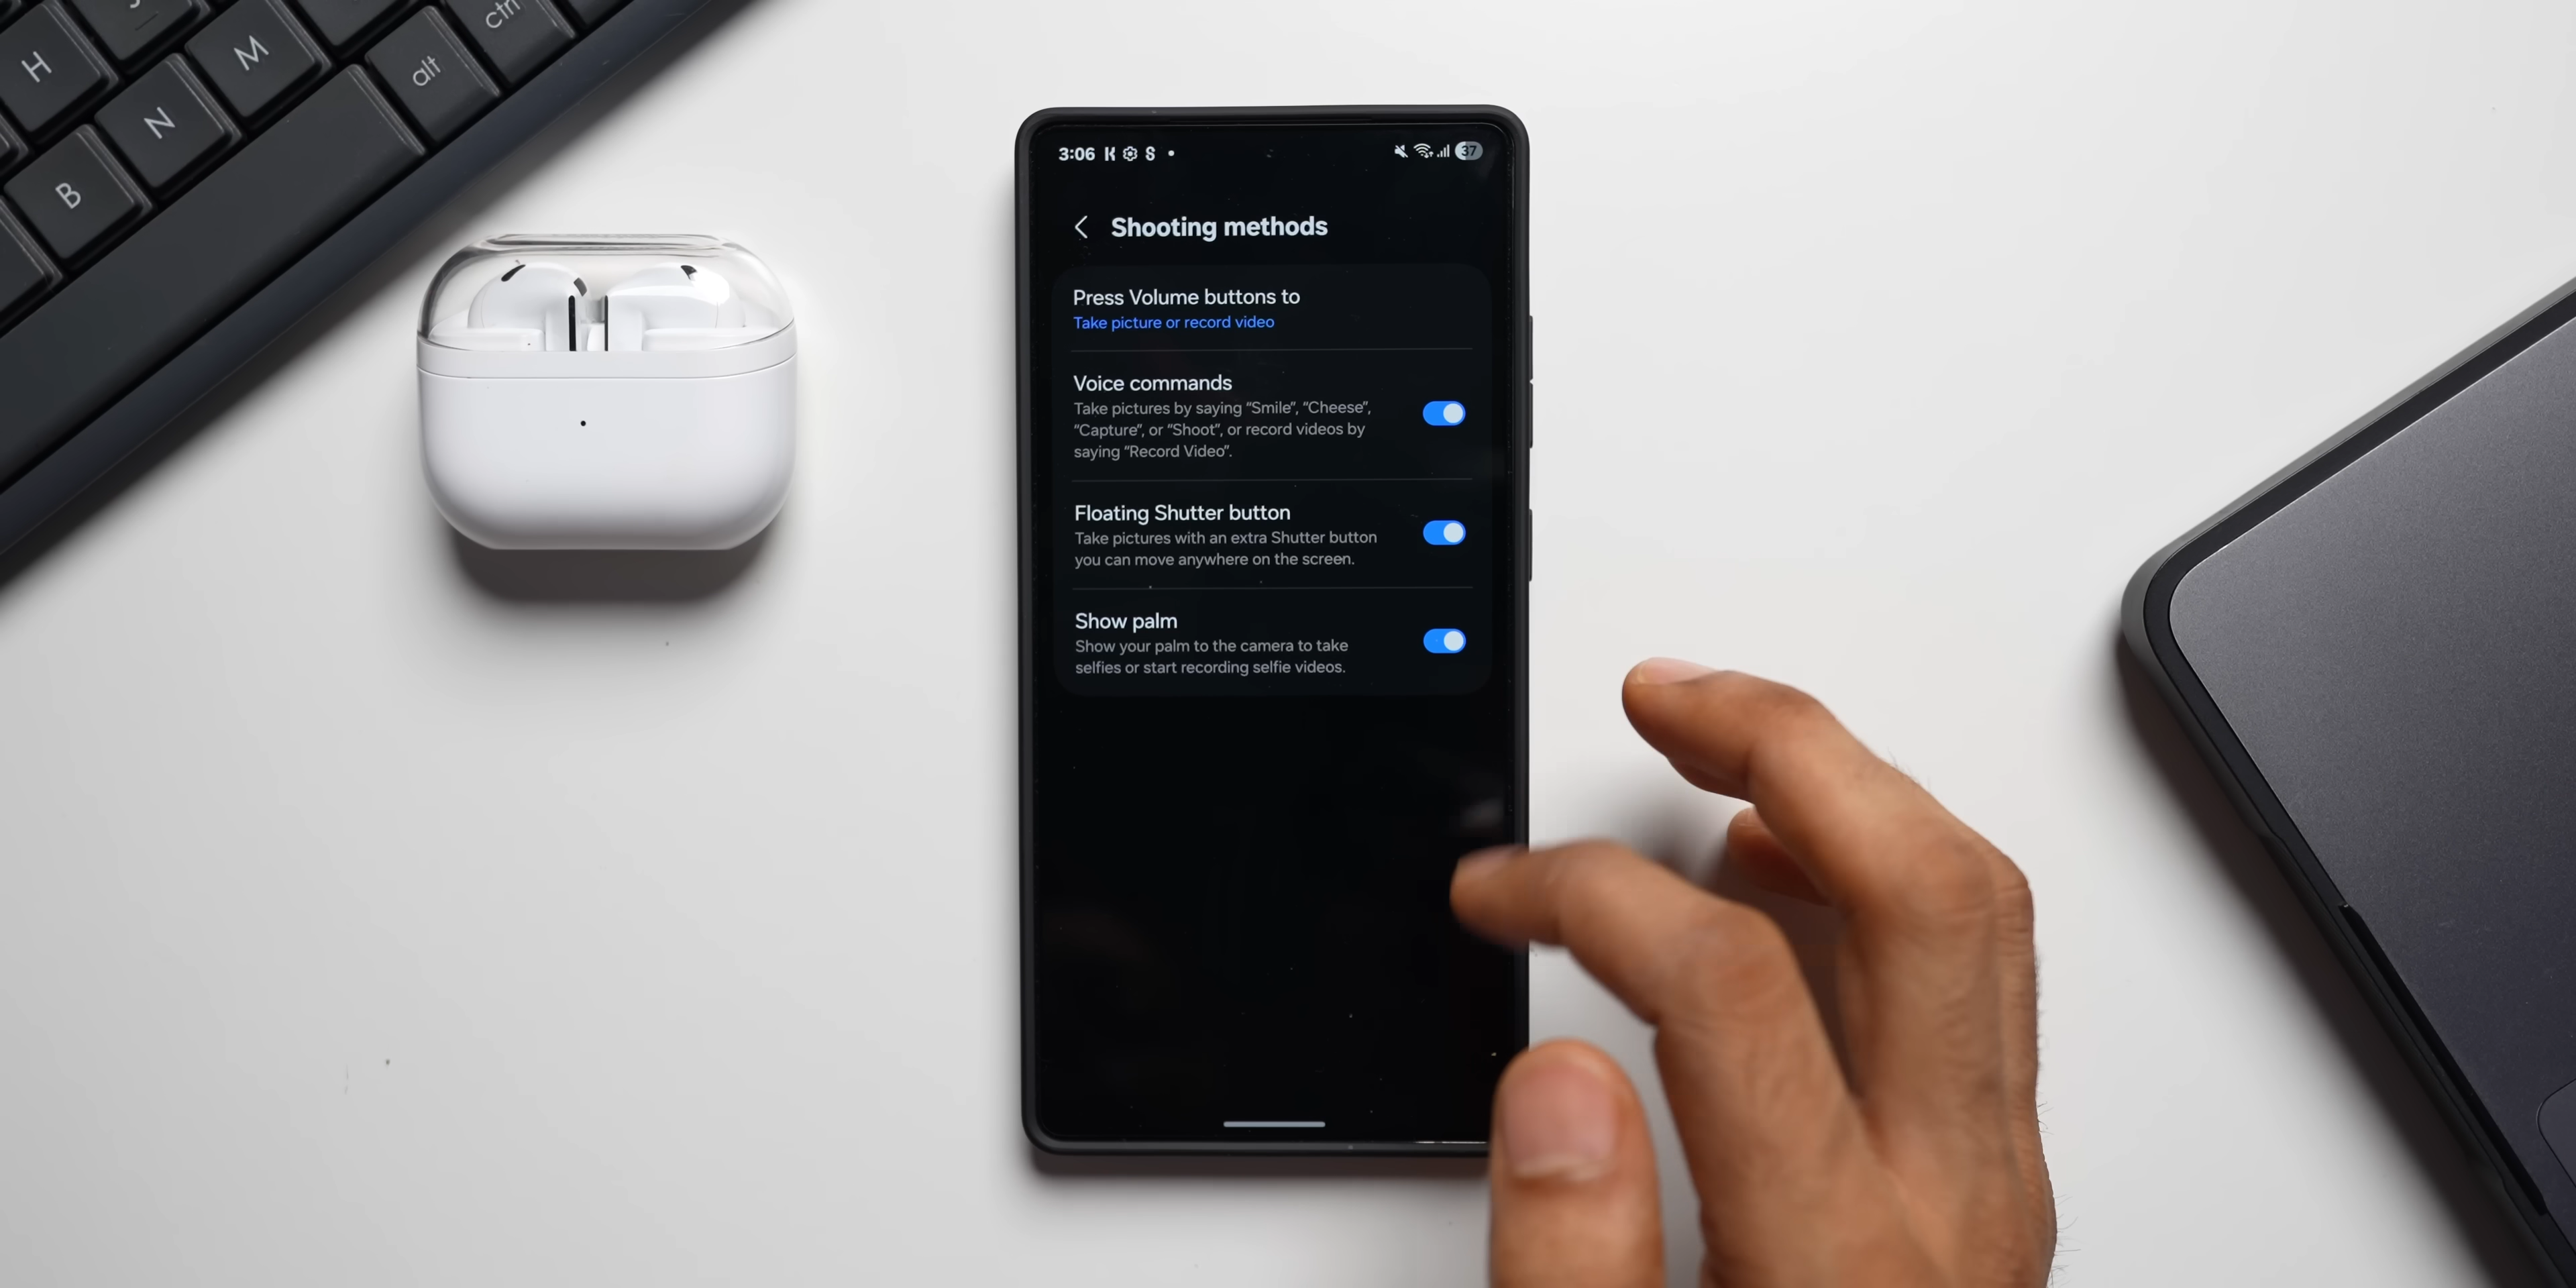 H
M
N
B
alt
ctrl
3:06
37
Shooting methods
Press Volume buttons to
Take picture or record video
Voice commands
Take pictures by saying “Smile”, “Cheese”,
“Capture”, or “Shoot”, or record videos by
saying “Record Video”.
Floating Shutter button
Take pictures with an extra Shutter button
you can move anywhere on the screen.
Show palm
Show your palm to the camera to take
selfies or start recording selfie videos.